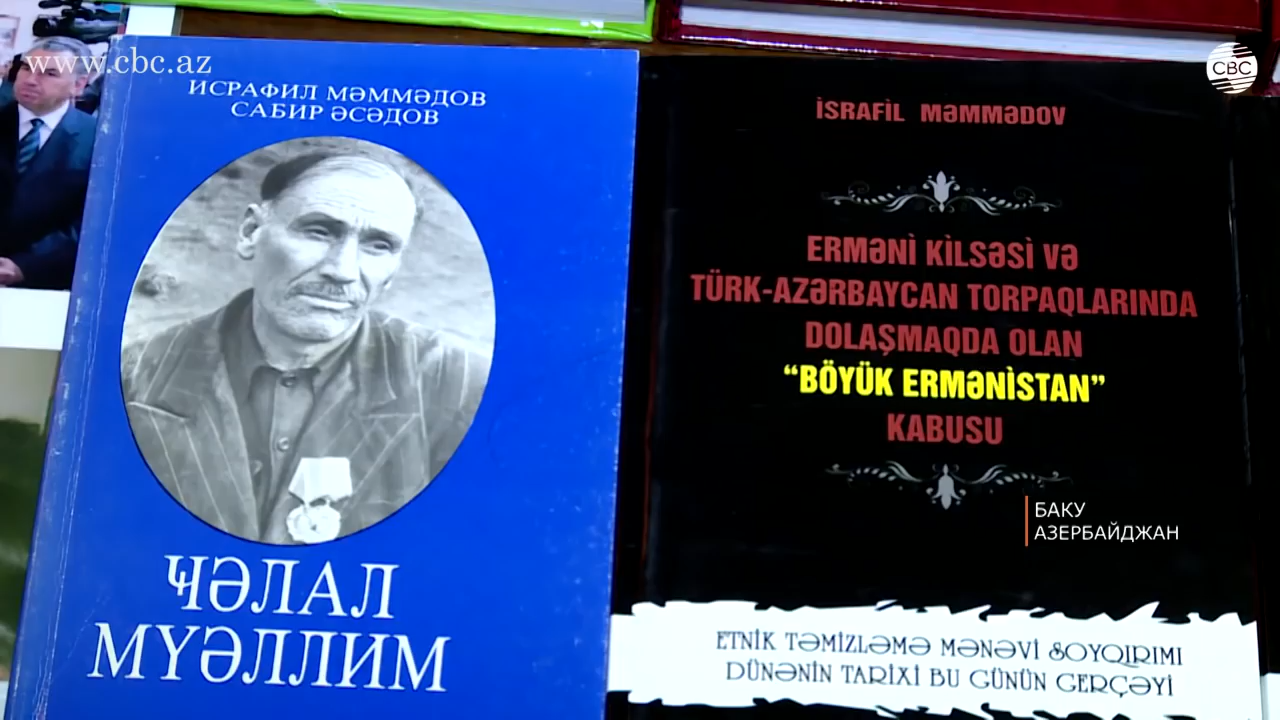 www.cbc.az
CBC
ИСРАФИЛ МӘММӘДОВ
САБИР ӘСӘДОВ
ҸӘЛАЛ
МҮӘЛЛИМ
İSRAFİL MƏMMƏDOV
ERMƏNİ KİLSƏSİ VƏ
TÜRK-AZƏRBAYCAN TORPAQLARINDA
DOLAŞMAQDA OLAN
“BÖYÜK ERMƏNİSTAN”
KABUSU
БАКУ
АЗЕРБАЙДЖАН
ETNİK TƏMİZLƏMƏ MƏNƏVİ SOYQIRIMI
DÜNƏNİN TARİXİ BU GÜNÜN GERÇƏYİ